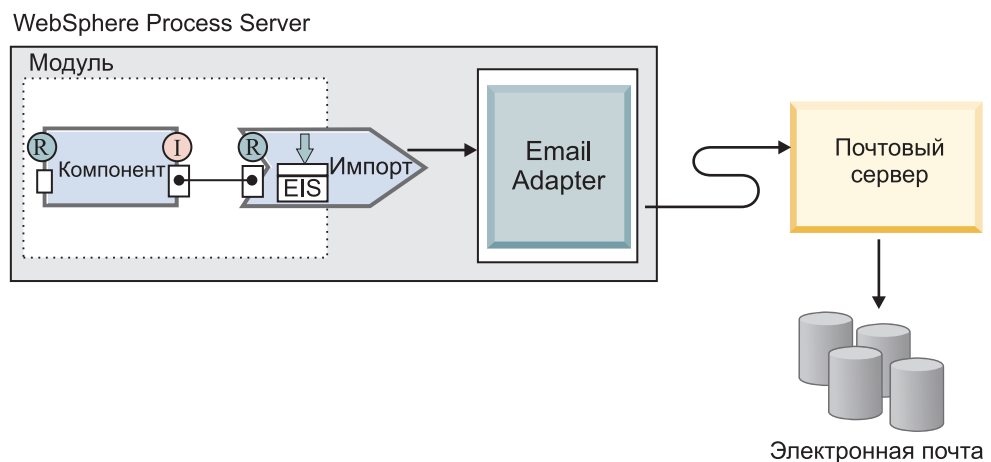 WebSphere Process Server
Модуль
R
I
Компонент
R
EIS
Импорт
Email
Adapter
Почтовый
сервер
Электронная почта